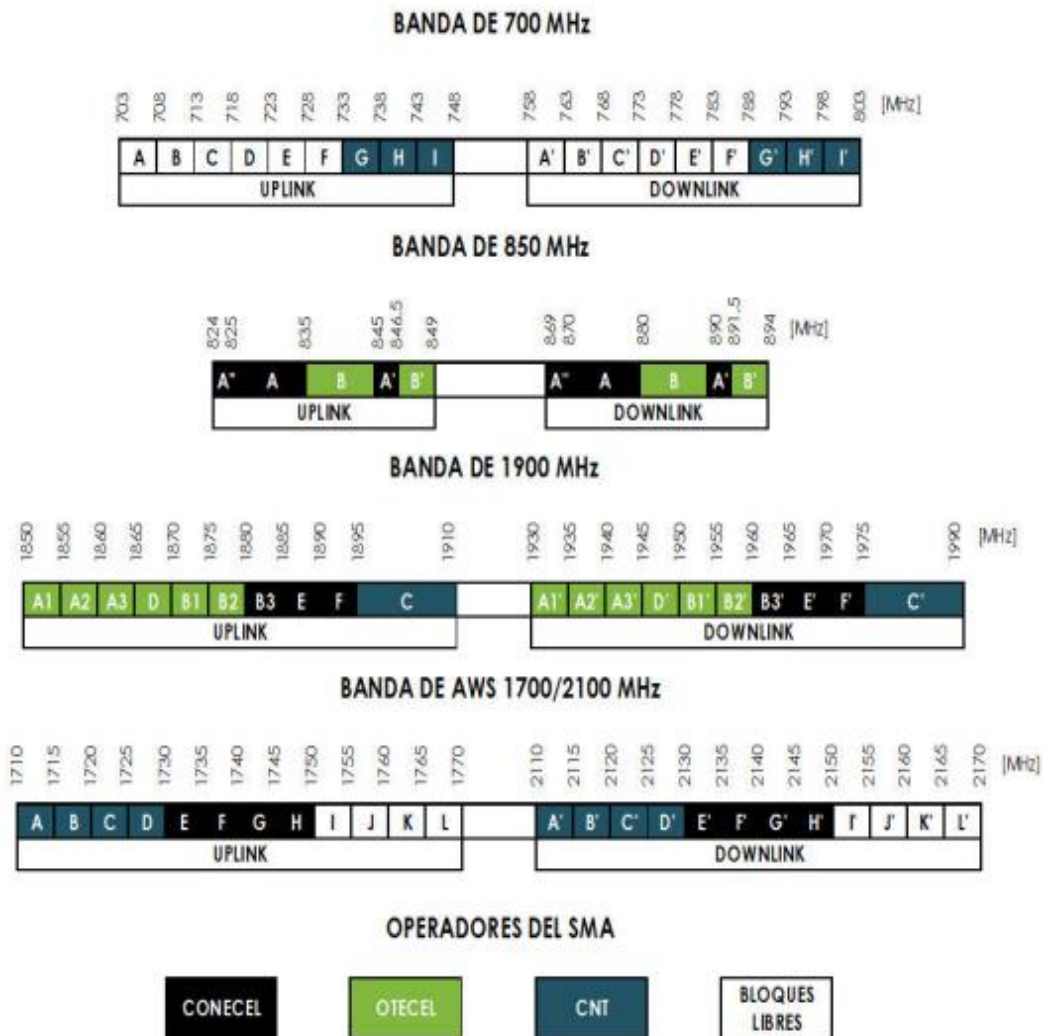 BANDA DE 700 MHz
703 708 713 718 723 728 733 738 743 748 758 763 768 773 778 783 788 793 798 803 [MHz]
A B C D E F G H I A' B' C' D' E' F' G' H' I'
UPLINK DOWNLINK
BANDA DE 850 MHz
824 825 835 845 846.5 849 869 870 880 890 891.5 894 [MHz]
A" A B A' B' A" A B A' B'
UPLINK DOWNLINK
BANDA DE 1900 MHz
1850 1855 1860 1865 1870 1875 1880 1885 1890 1895 1910 1930 1935 1940 1945 1950 1955 1960 1965 1970 1975 1990 [MHz]
A1 A2 A3 D B1 B2 B3 E F C A1' A2' A3' D' B1' B2' B3' E' F' C'
UPLINK DOWNLINK
BANDA DE AWS 1700/2100 MHz
1710 1715 1720 1725 1730 1735 1740 1745 1750 1755 1760 1765 1770 2110 2115 2120 2125 2130 2135 2140 2145 2150 2155 2160 2165 2170 [MHz]
A B C D E F G H I J K L A' B' C' D' E' F' G' H' I' J' K' L'
UPLINK DOWNLINK
OPERADORES DEL SMA
CONECEL OTECEL CNT BLOQUES
LIBRES